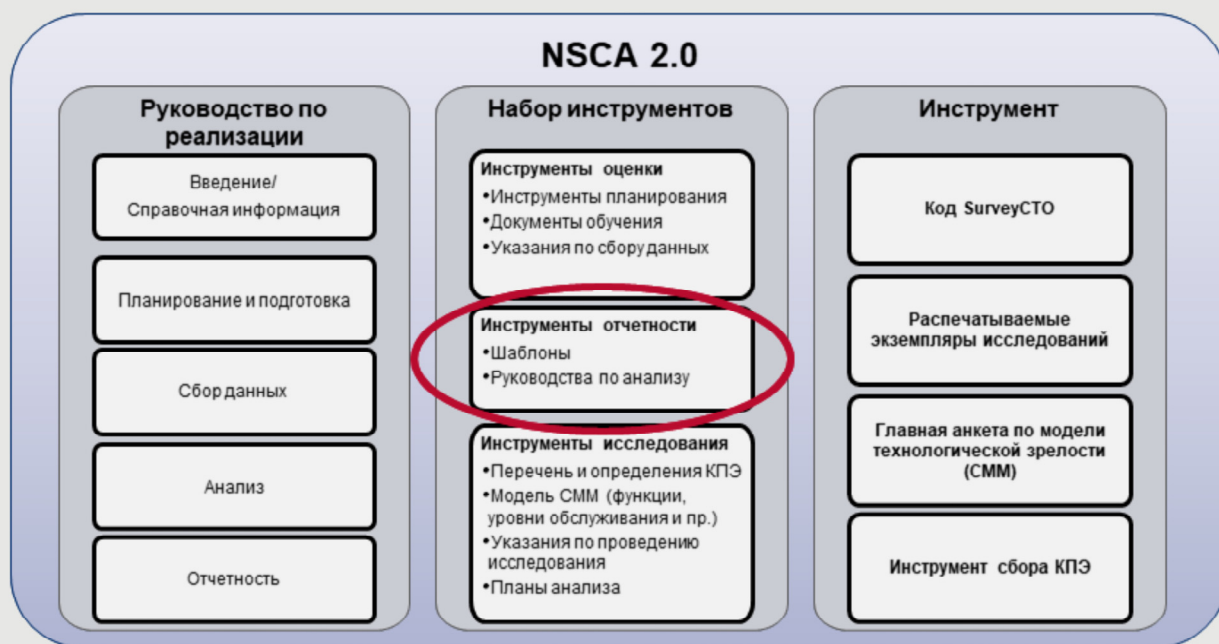 NSCA 2.0
Руководство по
реализации
Введение/
Справочная информация
Планирование и подготовка
Сбор данных
Анализ
Отчетность
Набор инструментов
Инструменты оценки
•Инструменты планирования
•Документы обучения
•Указания по сбору данных
Инструменты отчетности
•Шаблоны
•Руководства по анализу
Инструменты исследования
•Перечень и определения КПЭ
•Модель СММ (функции,
уровни обслуживания и пр.)
•Указания по проведению
исследования
•Планы анализа
Инструмент
Код SurveyCTO
Распечатываемые
экземпляры исследований
Главная анкета по модели
технологической зрелости
(СММ)
Инструмент сбора КПЭ